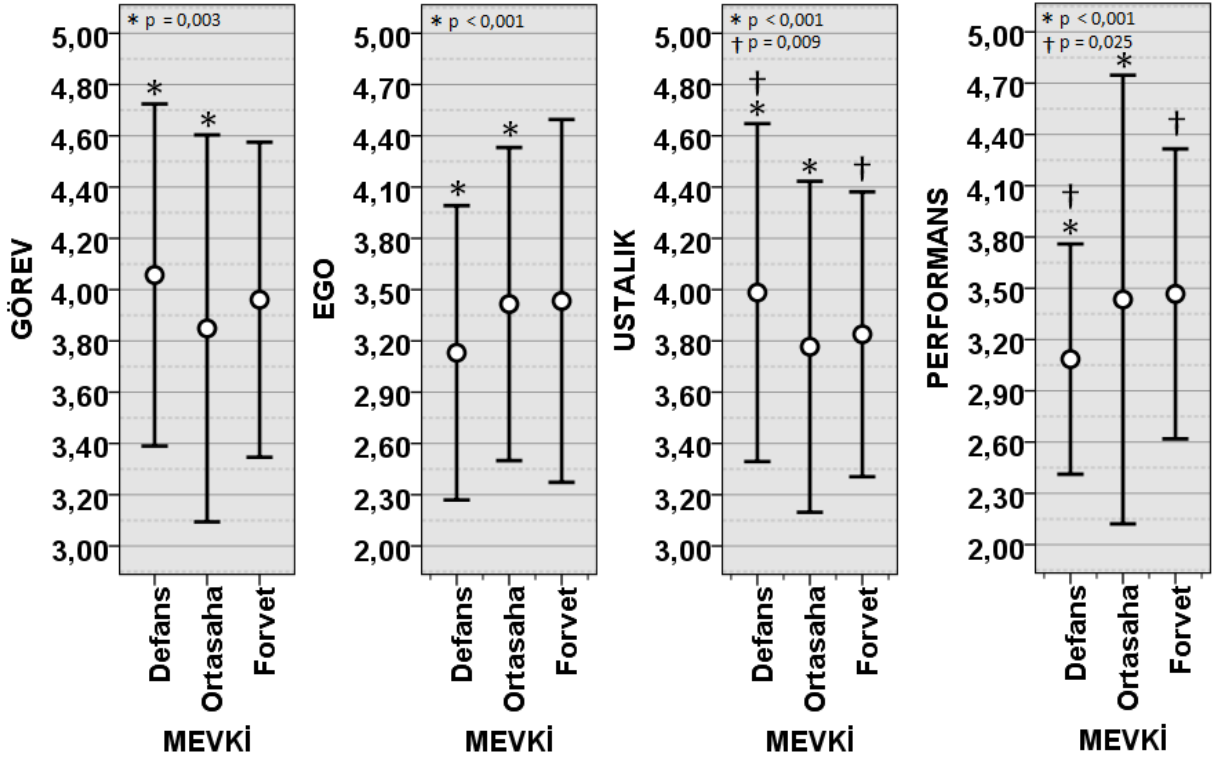 * p = 0,003
GÖREV
5,00
4,80
4,60
4,40
4,20
4,00
3,80
3,60
3,40
3,20
3,00
*
*
Defans
Ortasaha
Forvet
MEVKİ
* p < 0,001
EGO
5,00
4,70
4,40
4,10
3,80
3,50
3,20
2,90
2,60
2,30
2,00
*
*
Defans
Ortasaha
Forvet
MEVKİ
* p < 0,001
† p = 0,009
USTALIK
5,00
4,80
4,60
4,40
4,20
4,00
3,80
3,60
3,40
3,20
3,00
†
*
*
†
Defans
Ortasaha
Forvet
MEVKİ
* p < 0,001
† p = 0,025
PERFORMANS
5,00
4,70
4,40
4,10
3,80
3,50
3,20
2,90
2,60
2,30
2,00
†
*
*
†
Defans
Ortasaha
Forvet
MEVKİ